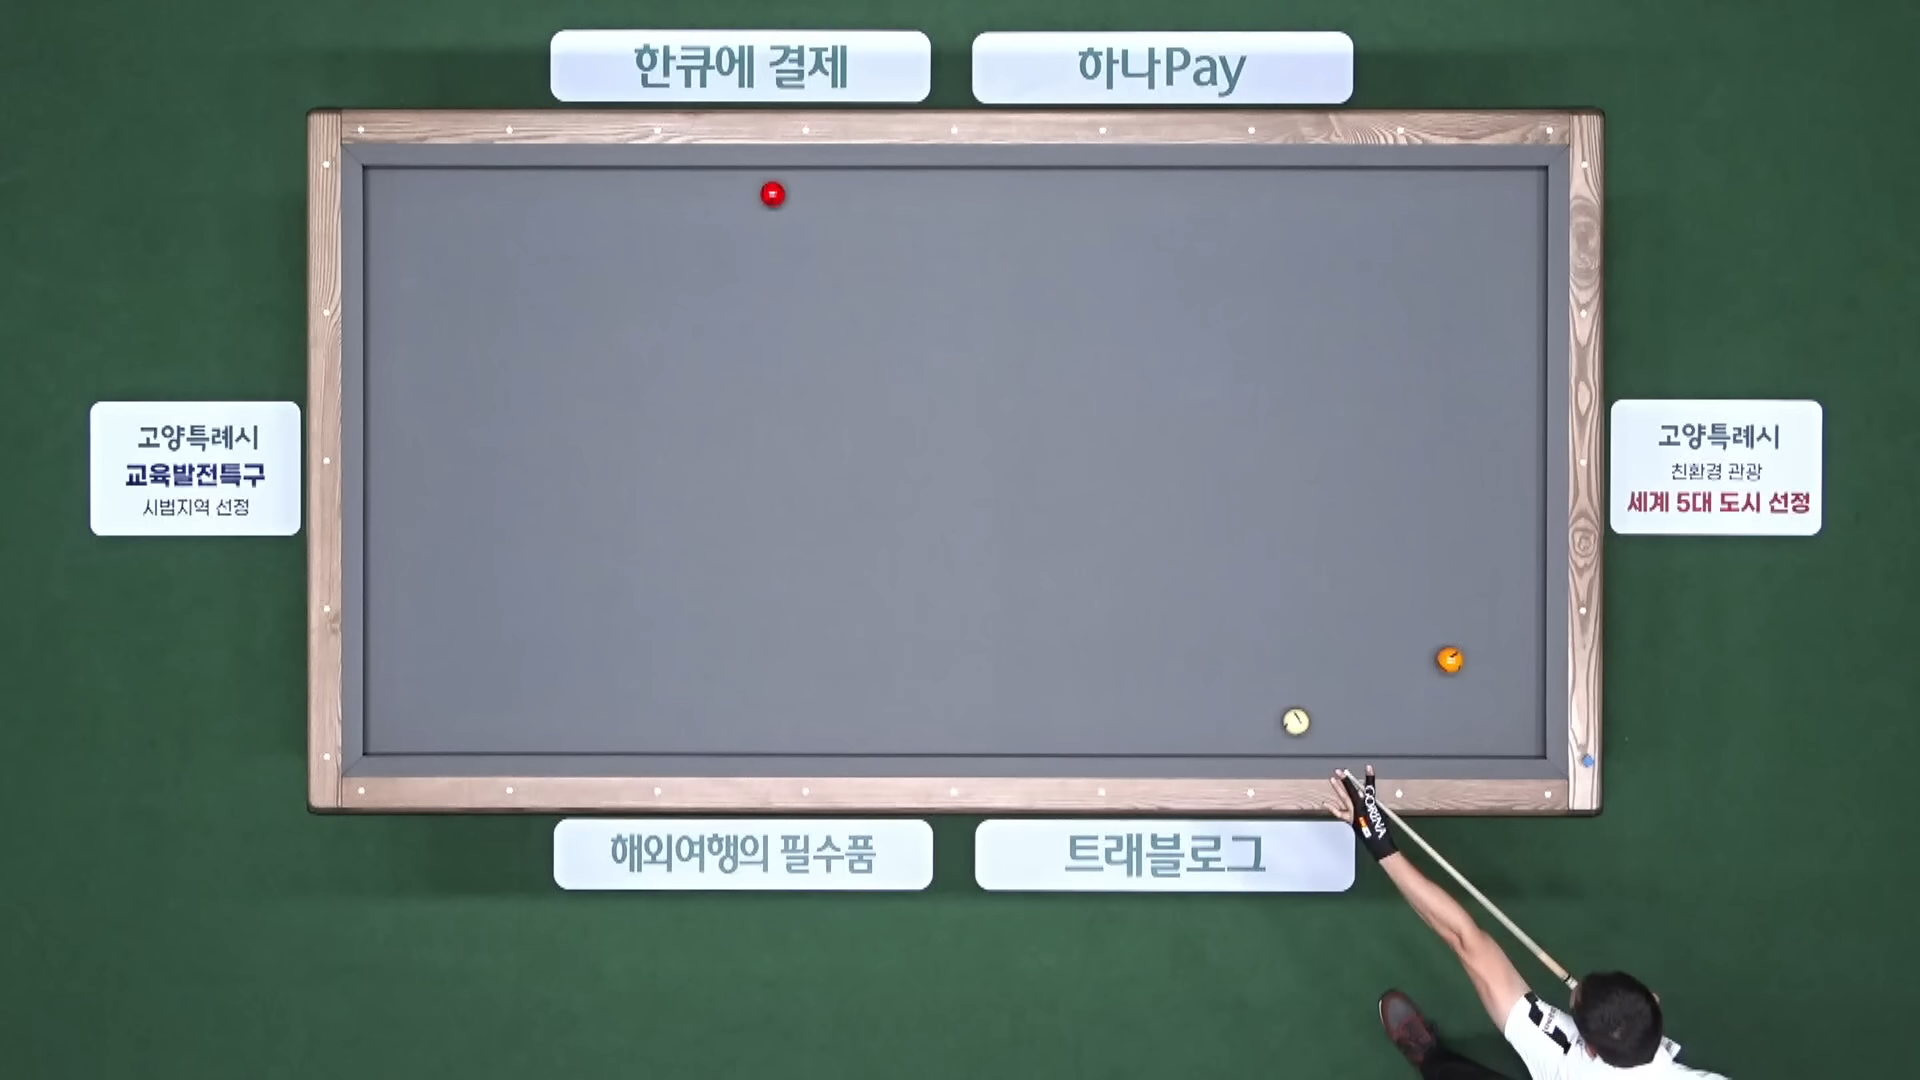 한큐에 결제
하나Pay
고양특례시
교육발전특구
시범지역 선정
고양특례시
친환경 관광
세계 5대 도시 선정
해외여행의 필수품
트래블로그
GORINA